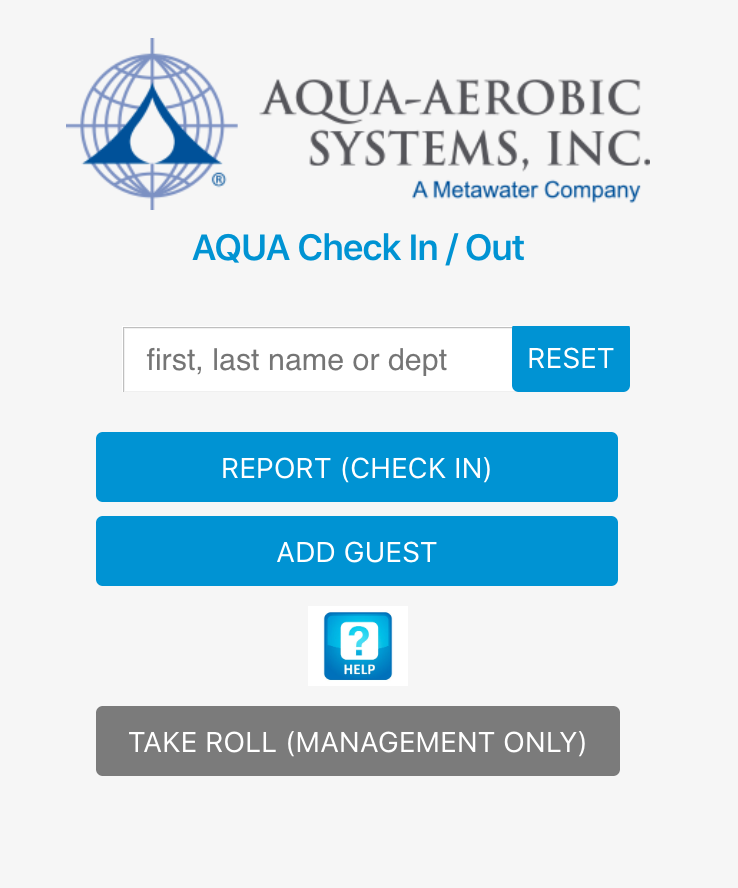 AQUA-AEROBIC
SYSTEMS, INC.
®
A Metawater Company
AQUA Check In / Out
first, last name or dept
RESET
REPORT (CHECK IN)
ADD GUEST
?
HELP
TAKE ROLL (MANAGEMENT ONLY)